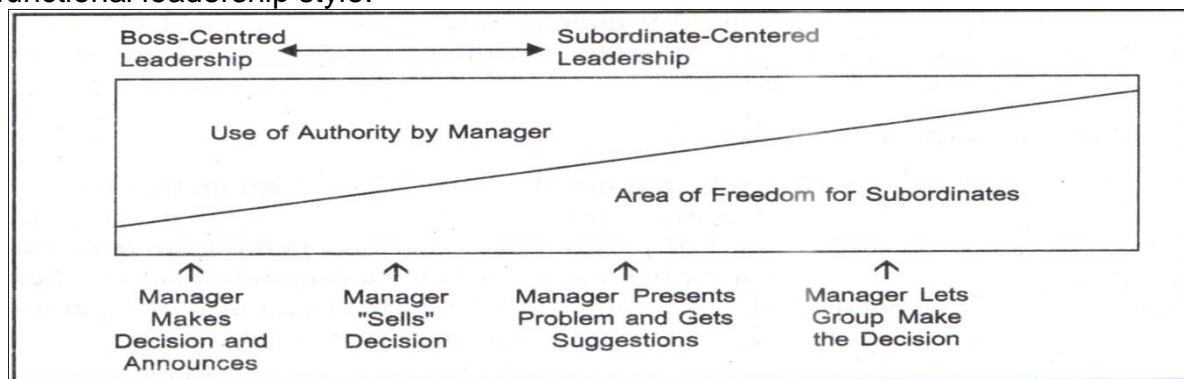 functional leadership style.
Boss-Centred Leadership
Subordinate-Centered Leadership
Use of Authority by Manager
Area of Freedom for Subordinates
Manager Makes Decision and Announces
Manager "Sells" Decision
Manager Presents Problem and Gets Suggestions
Manager Lets Group Make the Decision